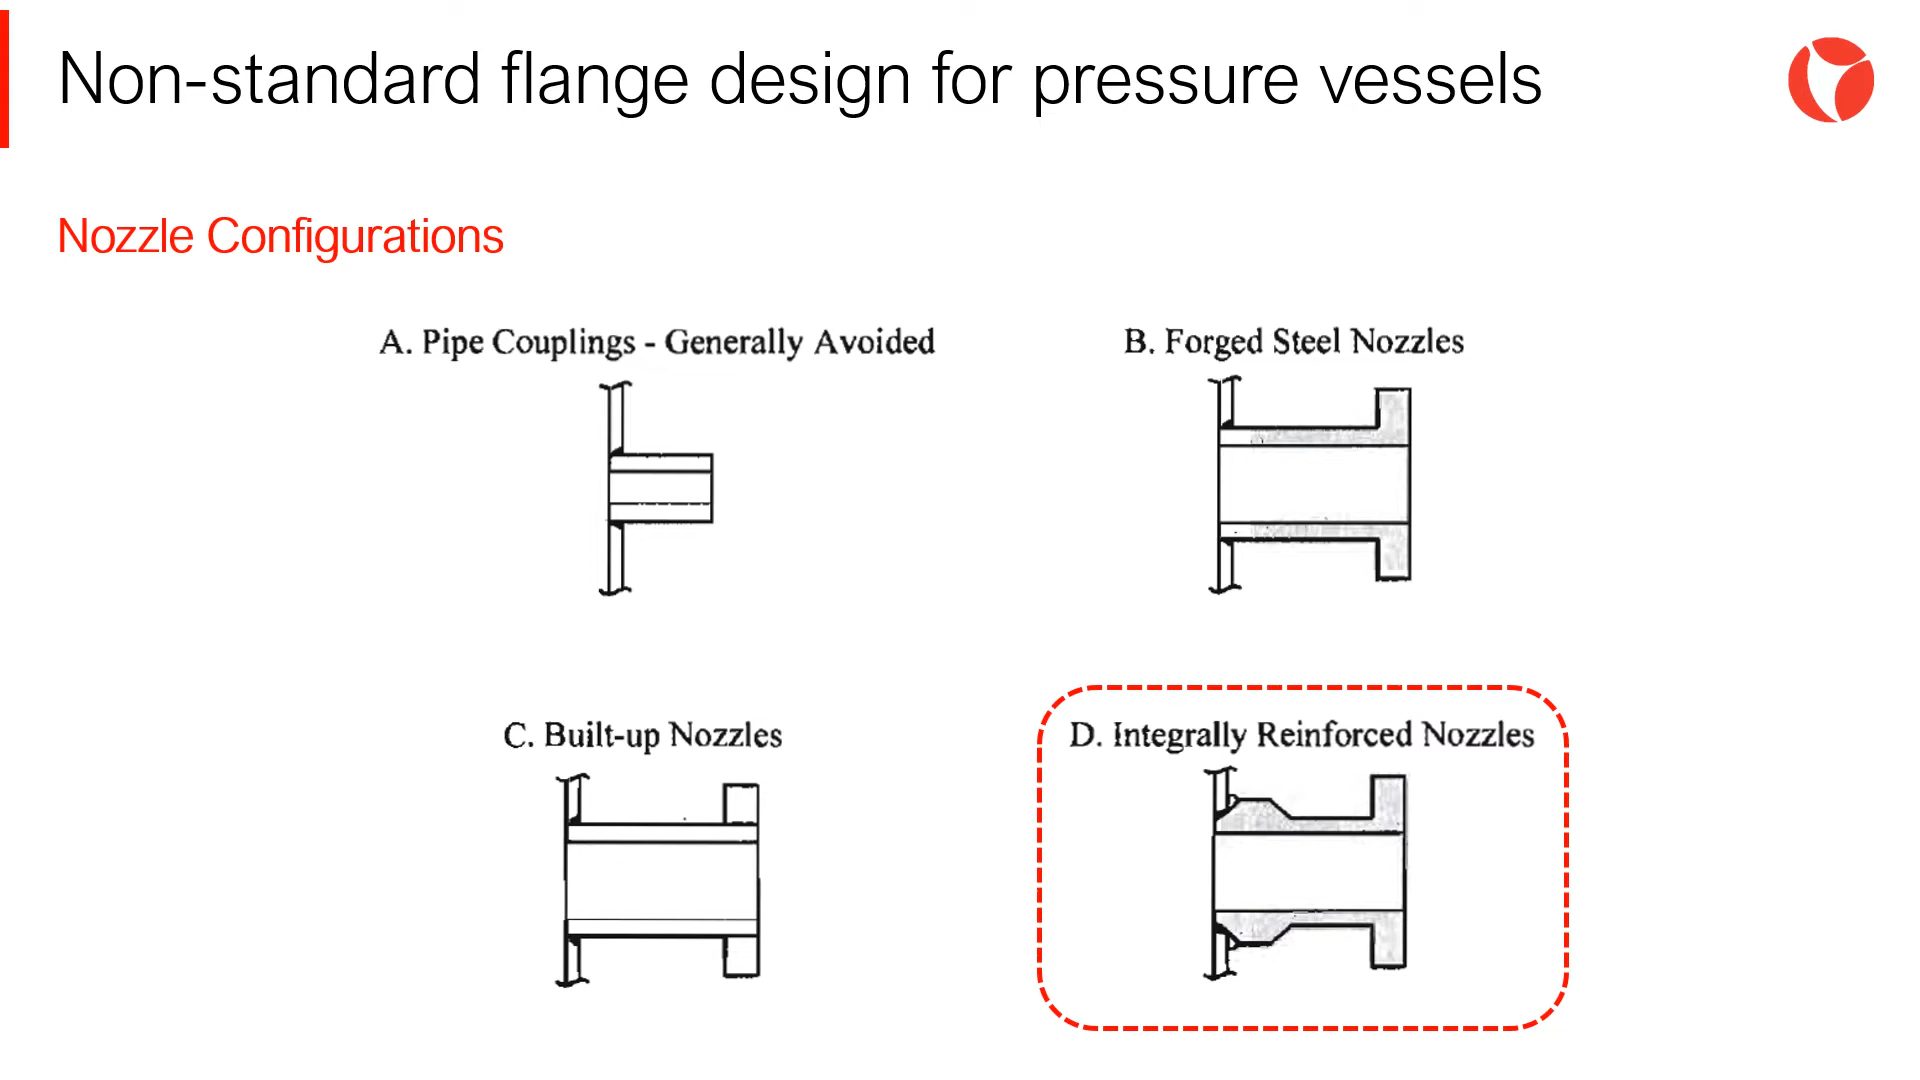 Non-standard flange design for pressure vessels
Nozzle Configurations
A. Pipe Couplings - Generally Avoided
B. Forged Steel Nozzles
C. Built-up Nozzles
D. Integrally Reinforced Nozzles